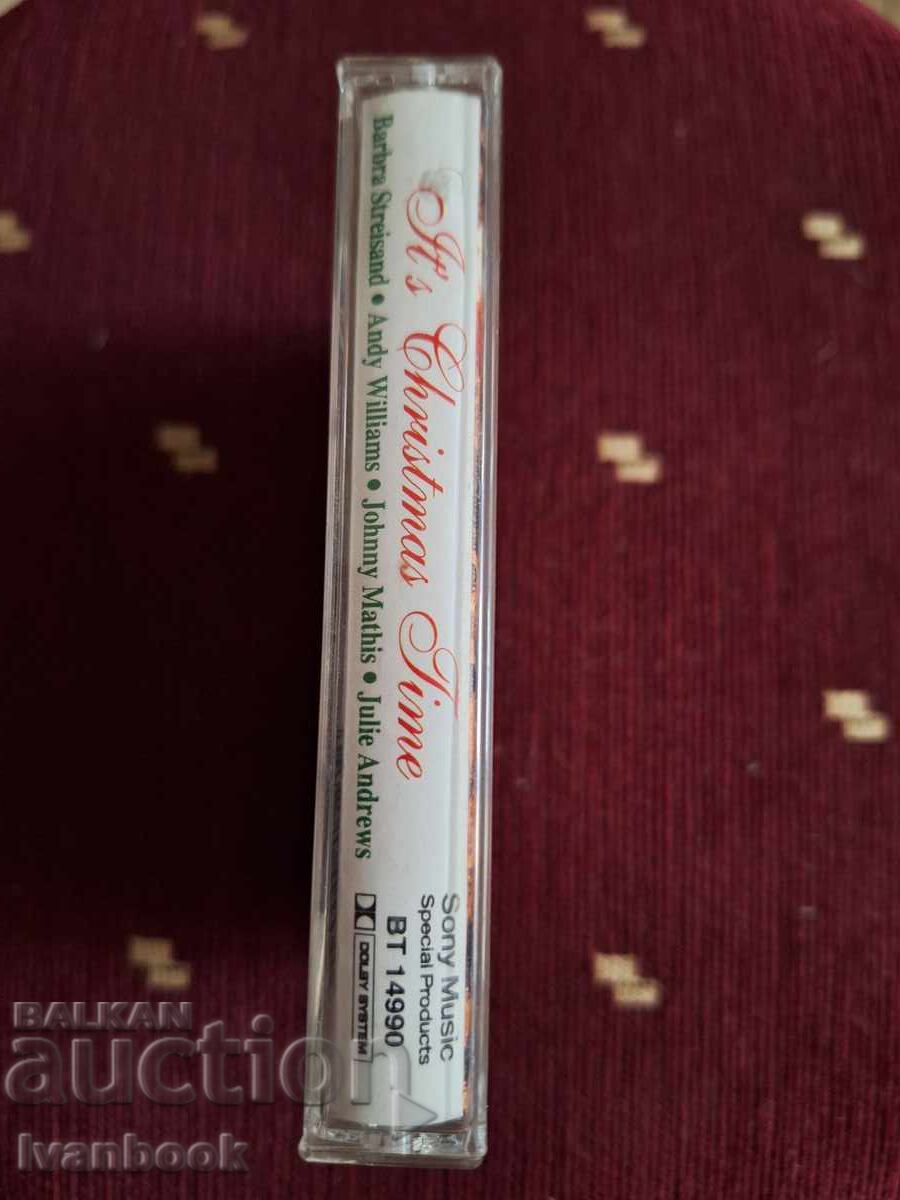 It's Christmas Time
Barbra Streisand • Andy Williams • Johnny Mathis • Julie Andrews
Sony Music
Special Products
BT 14990
DOLBY SYSTEM
BALKAN
auction
Ivanbook